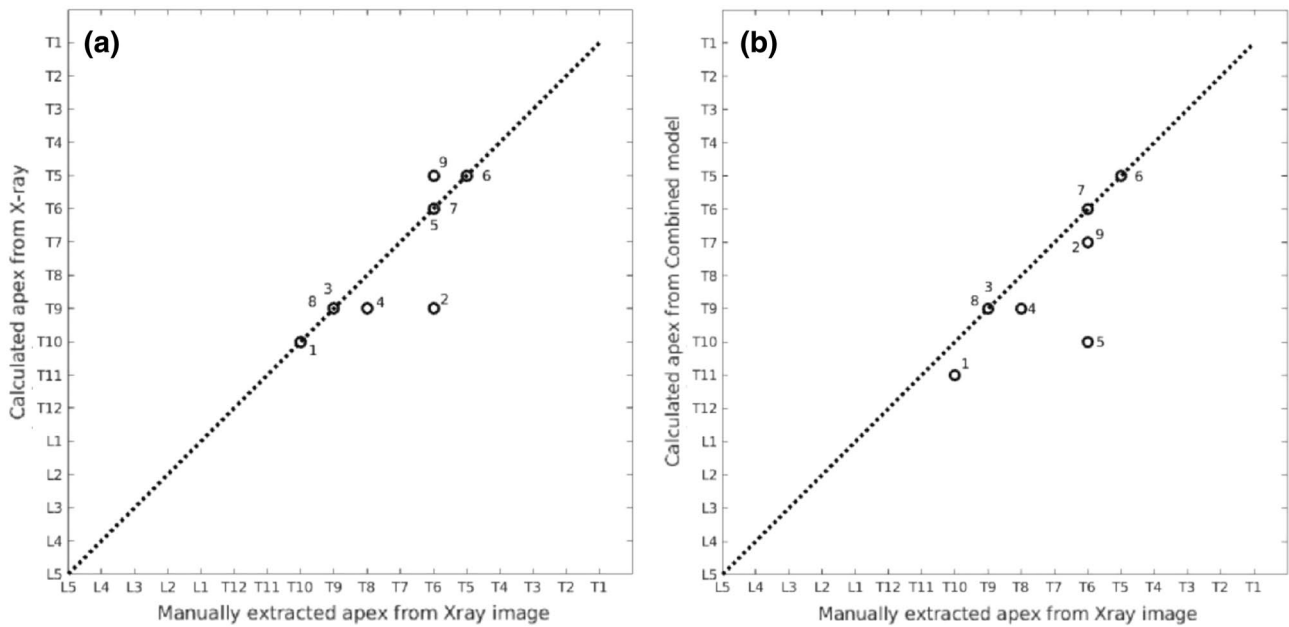 (a)
Calculated apex from X-ray
T1
T2
T3
T4
T5
T6
T7
T8
T9
T10
T11
T12
L1
L2
L3
L4
L5
9
6
7
5
3
8
4
2
1
L5 L4 L3 L2 L1 T12 T11 T10 T9 T8 T7 T6 T5 T4 T3 T2 T1
Manually extracted apex from Xray image
(b)
Calculated apex from Combined model
T1
T2
T3
T4
T5
T6
T7
T8
T9
T10
T11
T12
L1
L2
L3
L4
L5
6
7
9
2
3
8
4
5
1
L5 L4 L3 L2 L1 T12 T11 T10 T9 T8 T7 T6 T5 T4 T3 T2 T1
Manually extracted apex from Xray image